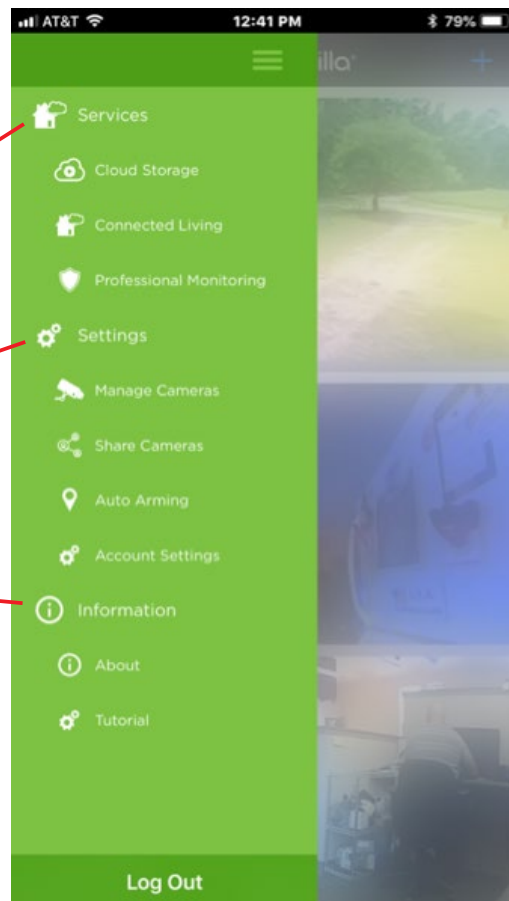 AT&T 12:41 PM 79%
illa
Services
Cloud Storage
Connected Living
Professional Monitoring
Settings
Manage Cameras
Share Cameras
Auto Arming
Account Settings
Information
About
Tutorial
Log Out